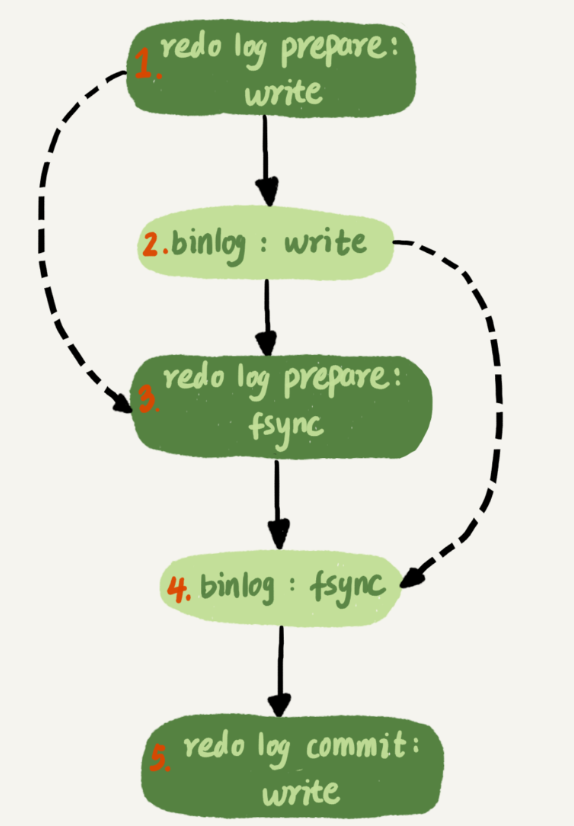 1. redo log prepare:
write
2. binlog : write
3. redo log prepare:
fsync
4. binlog : fsync
5. redo log commit:
write